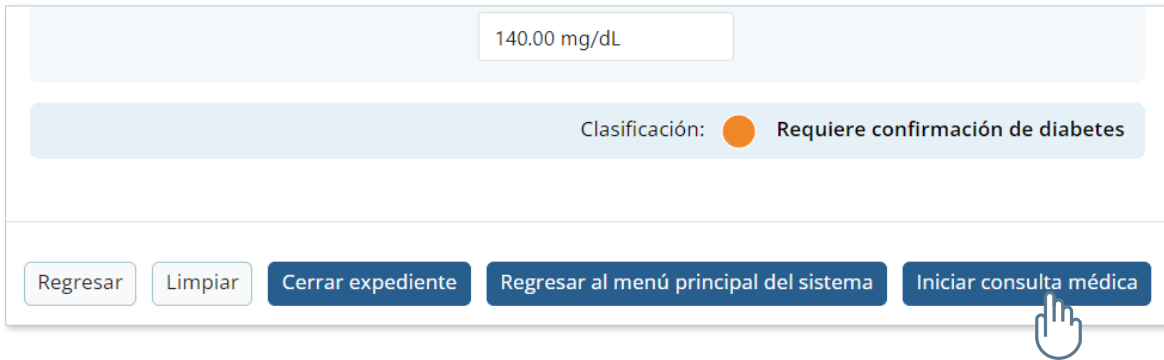 140.00 mg/dL
Clasificación: Requiere confirmación de diabetes
Regresar Limpiar Cerrar expediente Regresar al menú principal del sistema Iniciar consulta médica